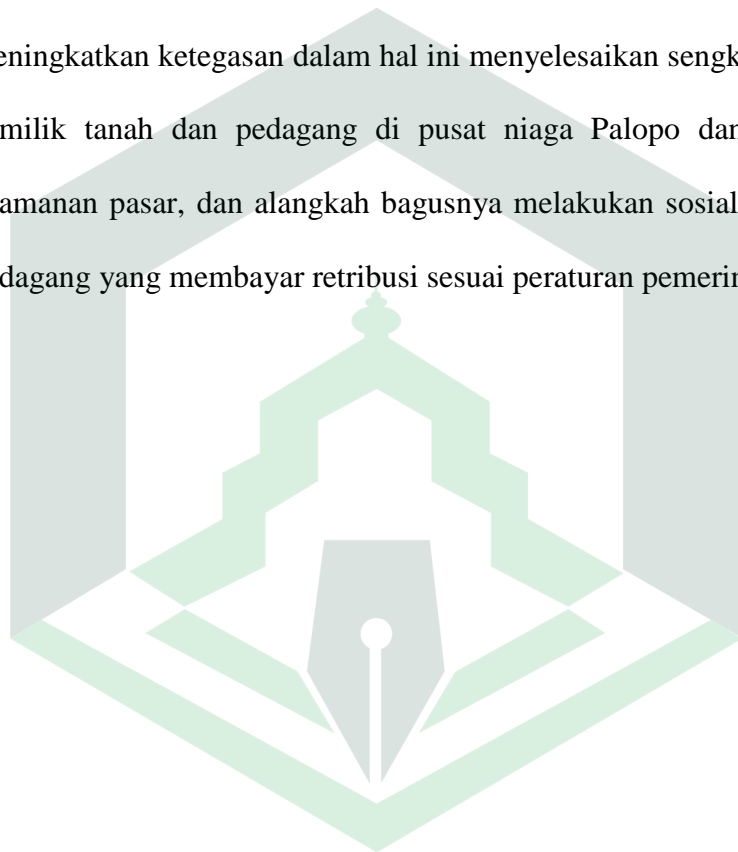 eningkatkan ketegasan dalam hal ini menyelesaikan sengk
milik tanah dan pedagang di pusat niaga Palopo dan
amanan pasar, dan alangkah bagusnya melakukan sosial
dagang yang membayar retribusi sesuai peraturan pemerin